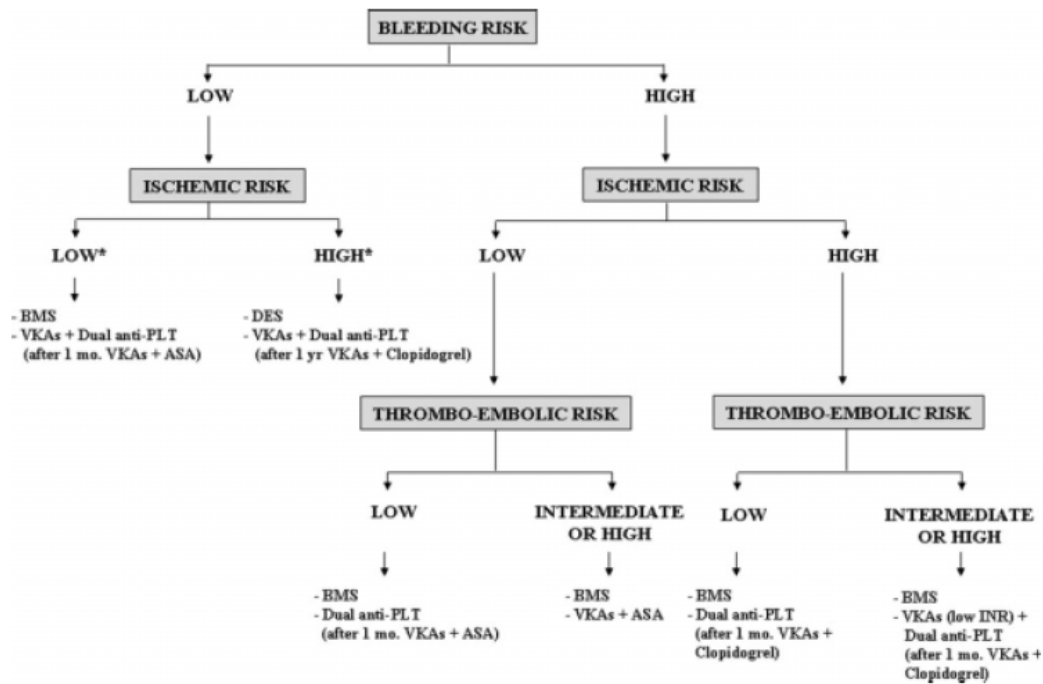 BLEEDING RISK
LOW
HIGH
ISCHEMIC RISK
ISCHEMIC RISK
LOW*
HIGH*
LOW
HIGH
- BMS
- VKAs + Dual anti-PLT
(after 1 mo. VKAs + ASA)
- DES
- VKAs + Dual anti-PLT
(after 1 yr VKAs + Clopidogrel)
THROMBO-EMBOLIC RISK
THROMBO-EMBOLIC RISK
LOW
INTERMEDIATE
OR HIGH
LOW
INTERMEDIATE
OR HIGH
- BMS
- Dual anti-PLT
(after 1 mo. VKAs + ASA)
- BMS
- VKAs + ASA
- BMS
- Dual anti-PLT
(after 1 mo. VKAs +
Clopidogrel)
- BMS
- VKAs (low INR) +
Dual anti-PLT
(after 1 mo. VKAs +
Clopidogrel)